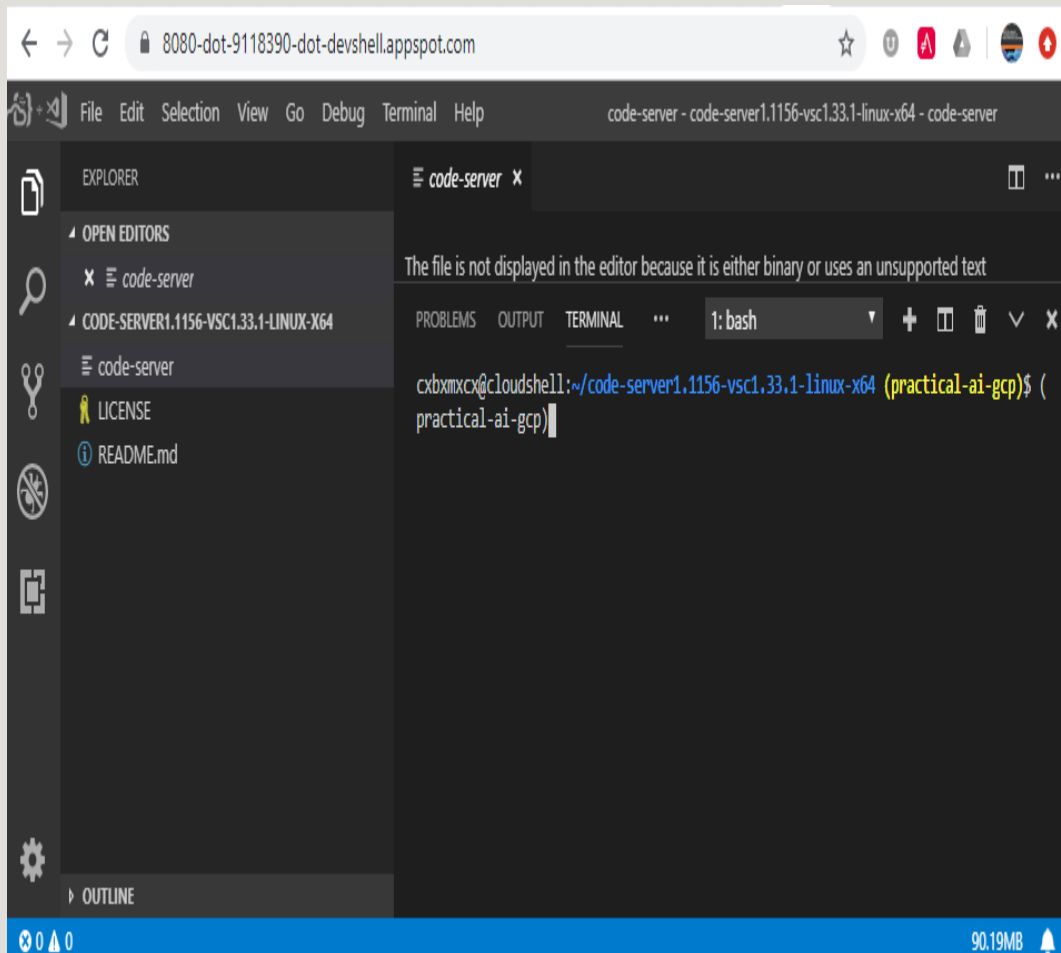 8080-dot-9118390-dot-devshell.appspot.com
File Edit Selection View Go Debug Terminal Help code-server - code-server1.1156-vsc1.33.1-linux-x64 - code-server
EXPLORER
OPEN EDITORS
code-server
CODE-SERVER1.1156-VSC1.33.1-LINUX-X64
code-server
LICENSE
README.md
OUTLINE
code-server
The file is not displayed in the editor because it is either binary or uses an unsupported text
PROBLEMS OUTPUT TERMINAL ••• 1: bash
cxbxmxcx@cloudshell:~/code-server1.1156-vsc1.33.1-linux-x64 (practical-ai-gcp)$ (
practical-ai-gcp)
0 0 90.19MB